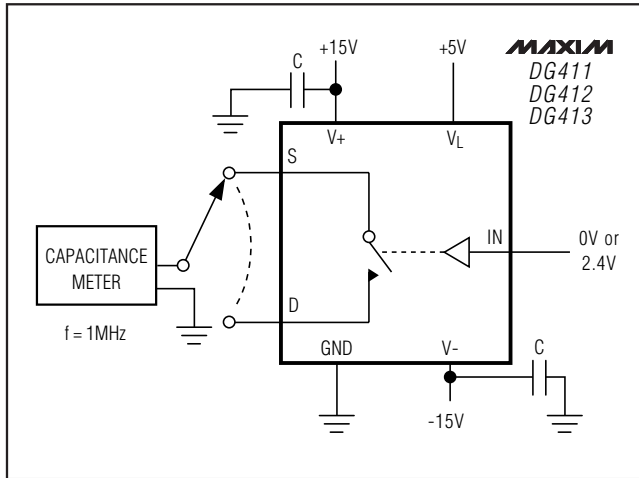 +15V
+5V
MAXIM
DG411
DG412
DG413
C
V+
VL
S
IN
0V or
2.4V
CAPACITANCE
METER
D
f = 1MHz
GND
V-
C
-15V